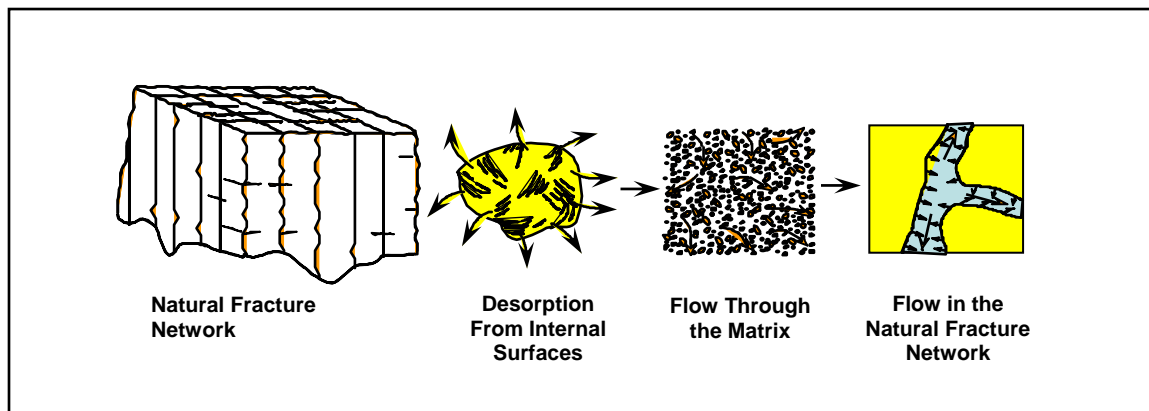 Natural Fracture
Network
Desorption
From Internal
Surfaces
Flow Through
the Matrix
Flow in the
Natural Fracture
Network